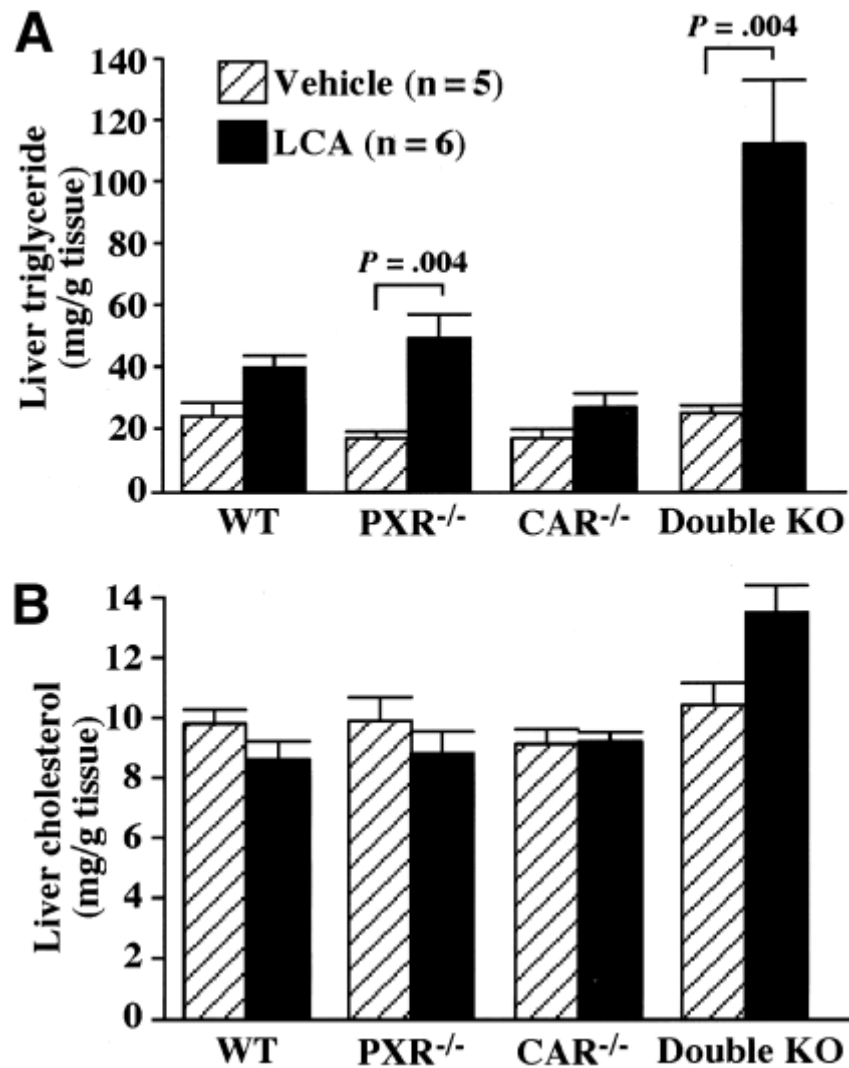 A
P = .004
140
Vehicle (n = 5)
120
LCA (n = 6)
100
80
P = .004
60
40
20
0
Liver triglyceride
(mg/g tissue)
WT PXR-/- CAR-/- Double KO
B
14
12
10
8
6
4
2
0
Liver cholesterol
(mg/g tissue)
WT PXR-/- CAR-/- Double KO